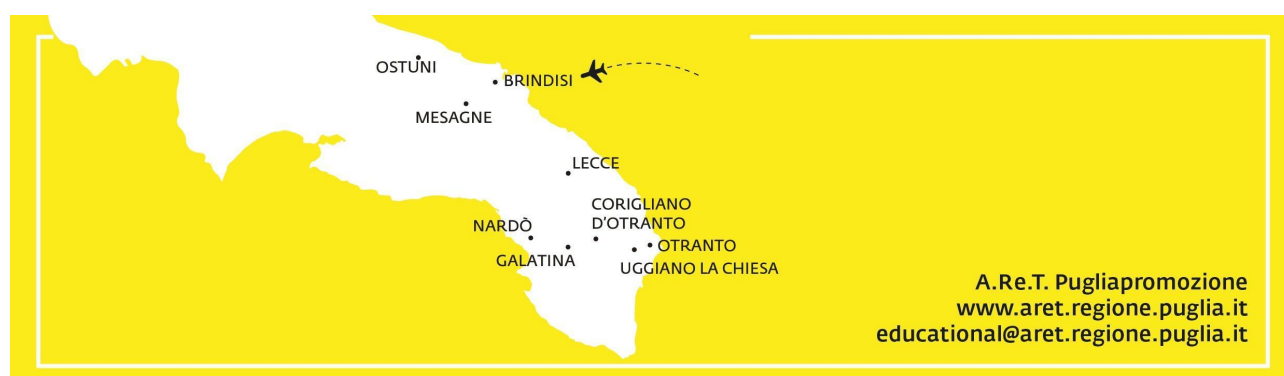 OSTUNI
BRINDISI
MESAGNE
LECCE
CORIGLIANO
D'OTRANTO
NARDÒ
OTRANTO
GALATINA
UGGIANO LA CHIESA
A.Re.T. Pugliapromozione
www.aret.regione.puglia.it
educational@aret.regione.puglia.it